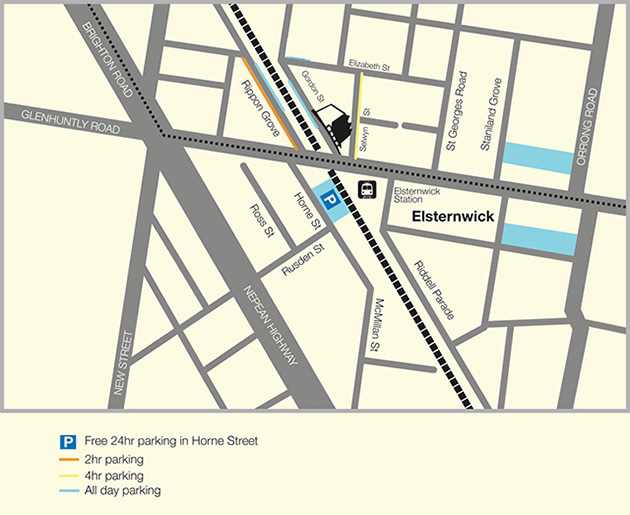 BRIGHTON ROAD
GLENHUNTLY ROAD
Rippon Grove
Gordon St
Elizabeth St
Selwyn St
St Georges Road
Staniland Grove
ORRONG ROAD
P
Elsternwick
Station
Elsternwick
Horne St
Ross St
Rusden St
Riddell Parade
McMillan St
NEPEAN HIGHWAY
NEW STREET
P Free 24hr parking in Horne Street
2hr parking
4hr parking
All day parking